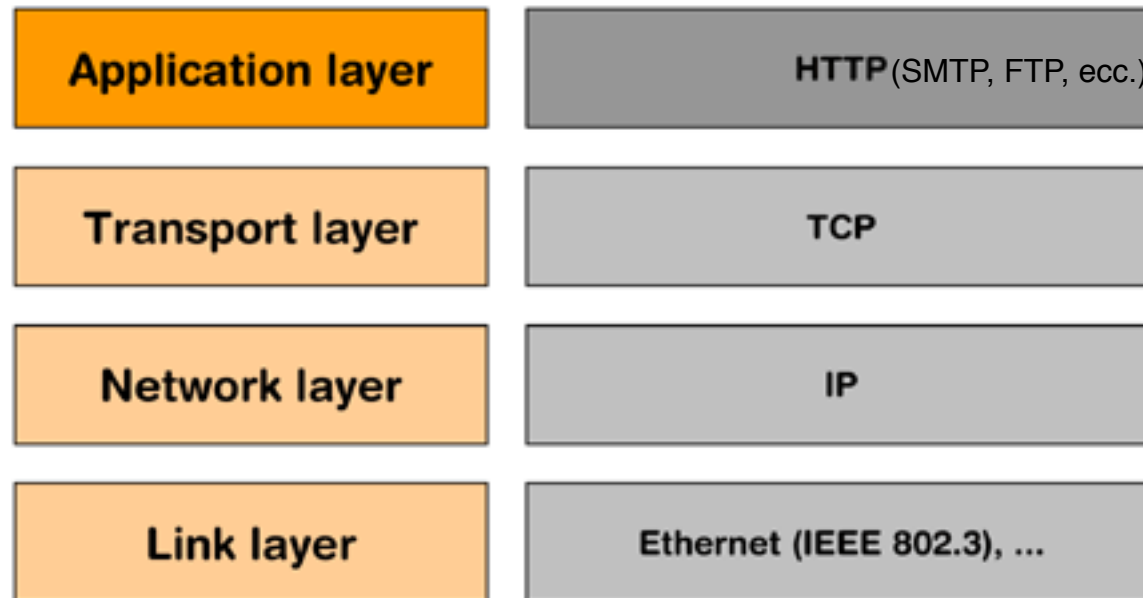 Application layer
HTTP (SMTP, FTP, ecc.)
Transport layer
TCP
Network layer
IP
Link layer
Ethernet (IEEE 802.3), ...